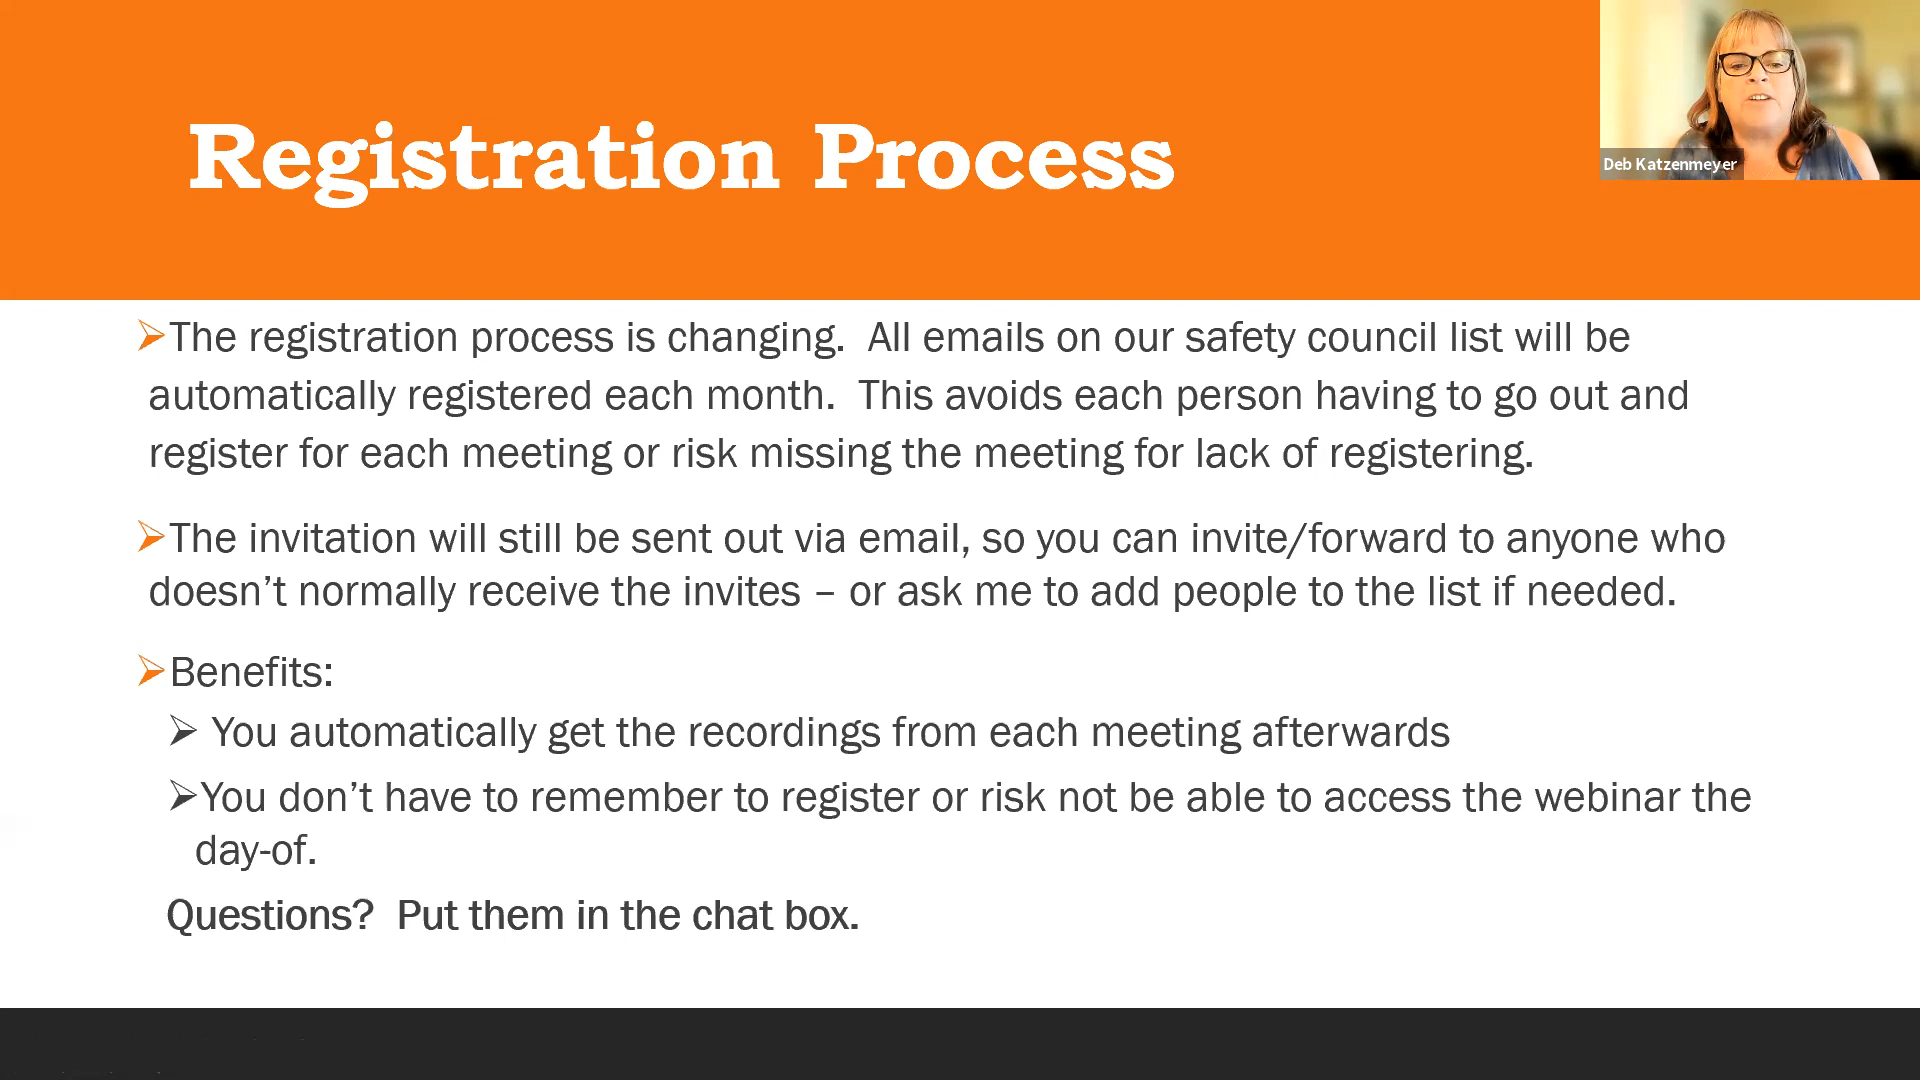 Registration Process
Deb Katzenmeyer
➢The registration process is changing.  All emails on our safety council list will be
automatically registered each month.  This avoids each person having to go out and
register for each meeting or risk missing the meeting for lack of registering.
➢The invitation will still be sent out via email, so you can invite/forward to anyone who
doesn’t normally receive the invites – or ask me to add people to the list if needed.
➢Benefits:
➢ You automatically get the recordings from each meeting afterwards
➢You don’t have to remember to register or risk not be able to access the webinar the
day-of.
Questions?  Put them in the chat box.